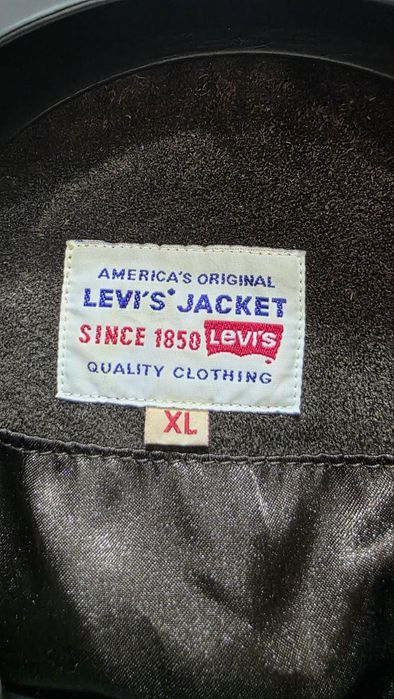 AMERICA'S ORIGINAL
LEVI'S® JACKET
SINCE 1850 Levi's
QUALITY CLOTHING
XL